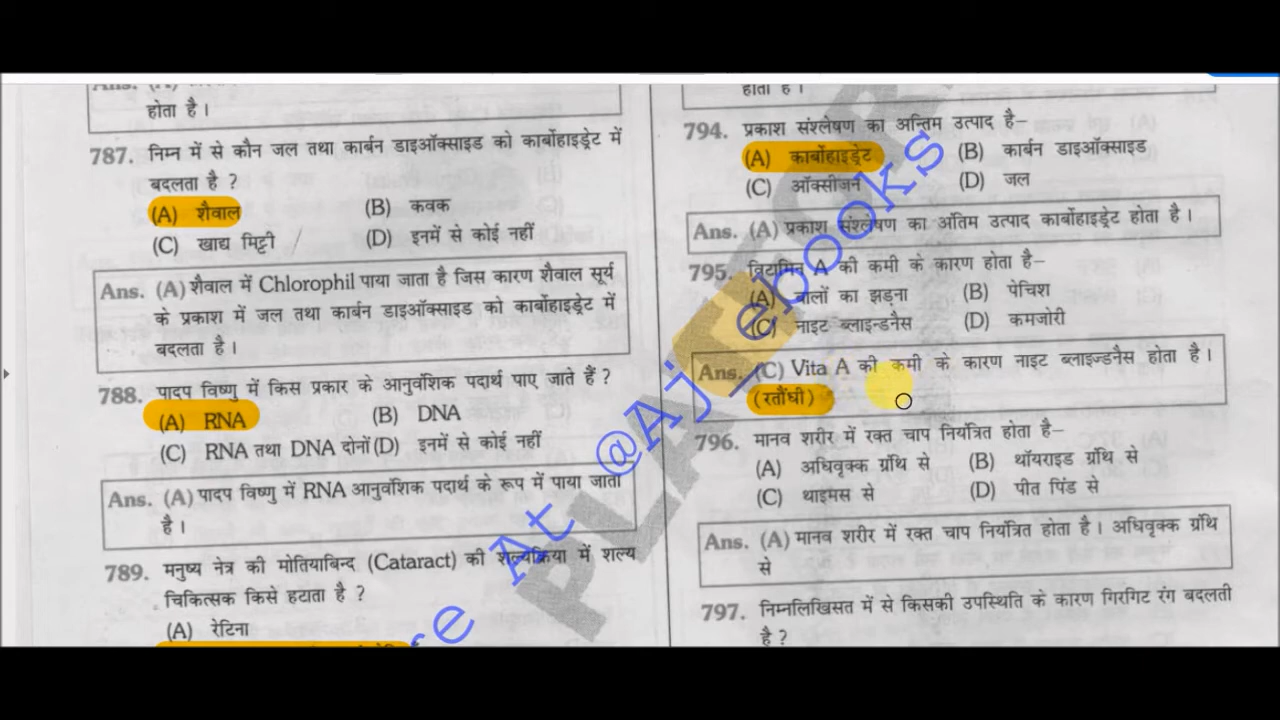 होता है ।
787. निम्न में से कौन जल तथा कार्बन डाइऑक्साइड को कार्बोहाइड्रेट में
बदलता है ?
(A) शैवाल (B) कवक
(C) खाद्य मिट्टी (D) इनमें से कोई नहीं
Ans. (A) शैवाल में Chlorophil पाया जाता है जिस कारण शैवाल सूर्य
के प्रकाश में जल तथा कार्बन डाइऑक्साइड को कार्बोहाइड्रेट में
बदलता है ।
788. पादप विष्णु में किस प्रकार के आनुवंशिक पदार्थ पाए जाते हैं ?
(A) RNA (B) DNA
(C) RNA तथा DNA दोनों (D) इनमें से कोई नहीं
Ans. (A) पादप विष्णु में RNA आनुवंशिक पदार्थ के रूप में पाया जाता
है ।
789. मनुष्य नेत्र की मोतियाबिन्द (Cataract) की शल्यक्रिया में शल्य
चिकित्सक किसे हटाता है ?
(A) रेटिना
होता है ।
794. प्रकाश संश्लेषण का अन्तिम उत्पाद है–
(A) कार्बोहाइड्रेट (B) कार्बन डाइऑक्साइड
(C) ऑक्सीजन (D) जल
Ans. (A) प्रकाश संश्लेषण का अंतिम उत्पाद कार्बोहाइड्रेट होता है ।
795. विटामिन A की कमी के कारण होता है–
(A) बालों का झड़ना (B) पेचिश
(C) नाइट ब्लाइन्डनैस (D) कमजोरी
Ans. (C) Vita A की कमी के कारण नाइट ब्लाइन्डनैस होता है ।
(रतौंधी)
796. मानव शरीर में रक्त चाप नियंत्रित होता है–
(A) अधिवृक्क ग्रंथि से (B) थॉयराइड ग्रंथि से
(C) थाइमस से (D) पीत पिंड से
Ans. (A) मानव शरीर में रक्त चाप नियंत्रित होता है । अधिवृक्क ग्रंथि
से
797. निम्नलिखिसत में से किसकी उपस्थिति के कारण गिरगिट रंग बदलती
है ?
re At @Aj_ebooks